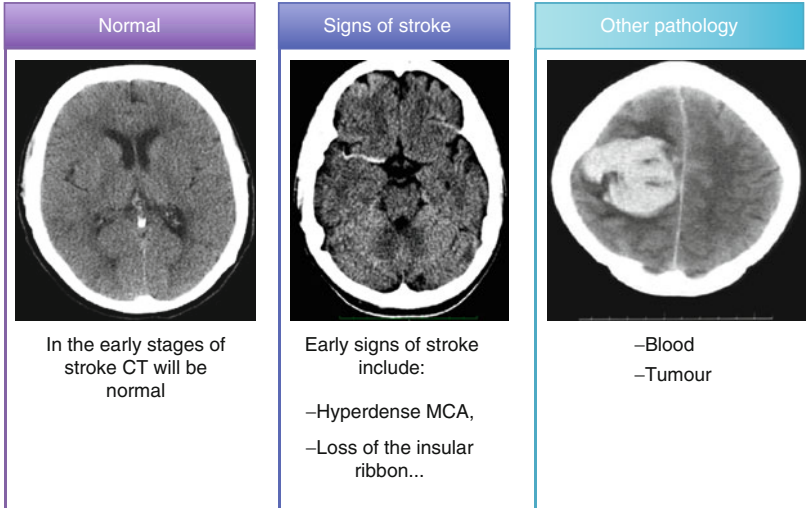 Normal
Signs of stroke
Other pathology
In the early stages of
stroke CT will be
normal
Early signs of stroke
include:
–Hyperdense MCA,
–Loss of the insular
ribbon...
–Blood
–Tumour